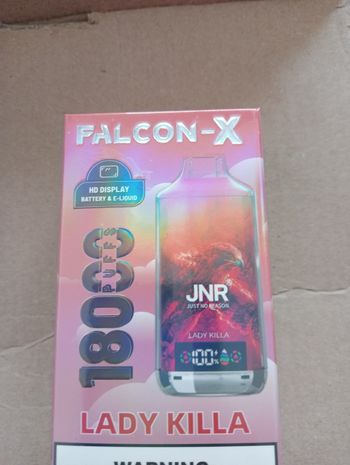 FALCON-X
HD DISPLAY
BATTERY & E-LIQUID
18000
PUFFS
JNR
JUST NO REASON
LADY KILLA
100%
LADY KILLA
WARNING